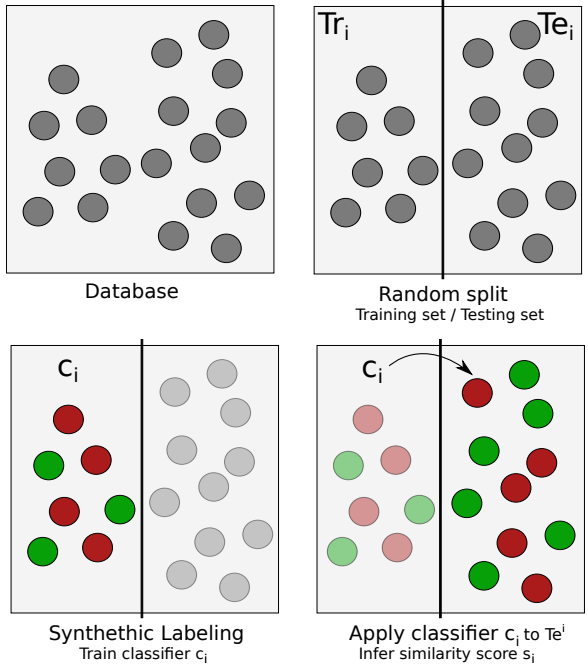 Tr_i Te_i
Database
Random split
Training set / Testing set
c_i
c_i
Synthethic Labeling
Train classifier c_i
Apply classifier c_i to Te^i
Infer similarity score s_i